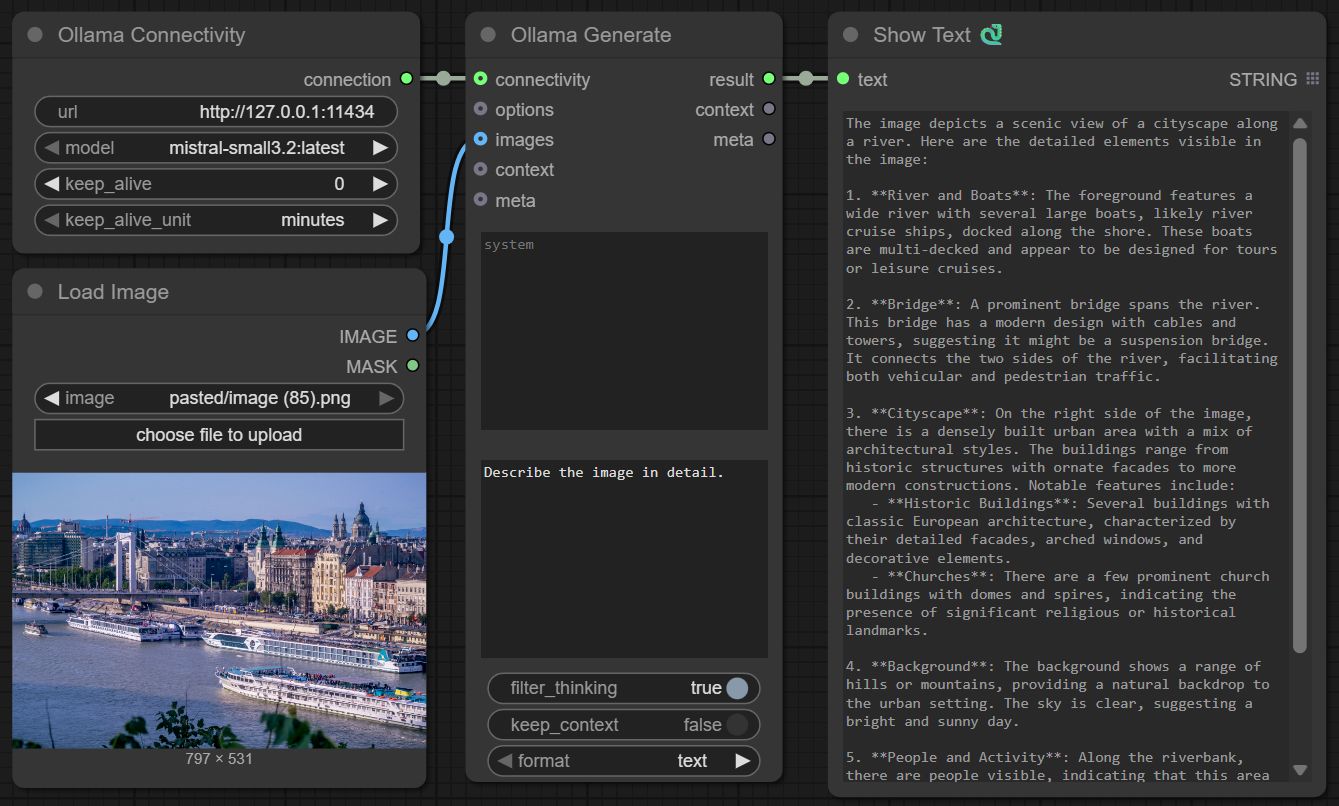 Ollama Connectivity
connection
url http://127.0.0.1:11434
model mistral-small3.2:latest
keep_alive 0
keep_alive_unit minutes
Load Image
IMAGE
MASK
image pasted/image (85).png
choose file to upload
797 × 531
Ollama Generate
connectivity result
options context
images meta
context
meta
system
Describe the image in detail.
filter_thinking true
keep_context false
format text
Show Text
text STRING
The image depicts a scenic view of a cityscape along
a river. Here are the detailed elements visible in
the image:
1. **River and Boats**: The foreground features a
wide river with several large boats, likely river
cruise ships, docked along the shore. These boats
are multi-decked and appear to be designed for tours
or leisure cruises.
2. **Bridge**: A prominent bridge spans the river.
This bridge has a modern design with cables and
towers, suggesting it might be a suspension bridge.
It connects the two sides of the river, facilitating
both vehicular and pedestrian traffic.
3. **Cityscape**: On the right side of the image,
there is a densely built urban area with a mix of
architectural styles. The buildings range from
historic structures with ornate facades to more
modern constructions. Notable features include:
- **Historic Buildings**: Several buildings with
classic European architecture, characterized by
their detailed facades, arched windows, and
decorative elements.
- **Churches**: There are a few prominent church
buildings with domes and spires, indicating the
presence of significant religious or historical
landmarks.
4. **Background**: The background shows a range of
hills or mountains, providing a natural backdrop to
the urban setting. The sky is clear, suggesting a
bright and sunny day.
5. **People and Activity**: Along the riverbank,
there are people visible, indicating that this area